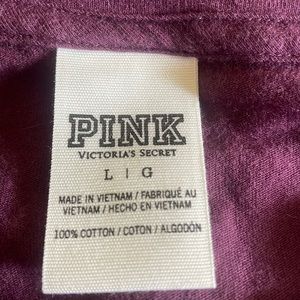 PINK
VICTORIA'S SECRET
L | G
MADE IN VIETNAM / FABRIQUÉ AU
VIETNAM / HECHO EN VIETNAM
100% COTTON / COTON / ALGODÓN